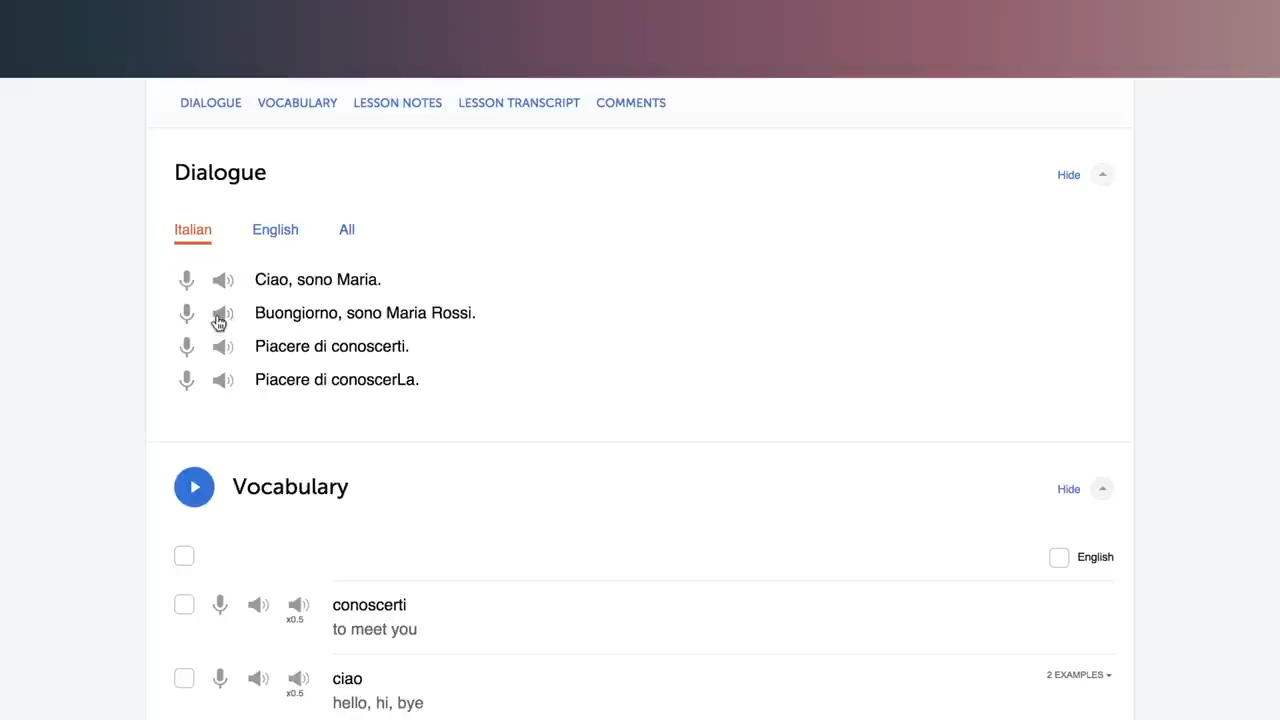 DIALOGUE VOCABULARY LESSON NOTES LESSON TRANSCRIPT COMMENTS
Dialogue
Hide
Italian English All
Ciao, sono Maria.
Buongiorno, sono Maria Rossi.
Piacere di conoscerti.
Piacere di conoscerLa.
Vocabulary
Hide
English
conoscerti
x0.5
to meet you
ciao
2 EXAMPLES
x0.5
hello, hi, bye